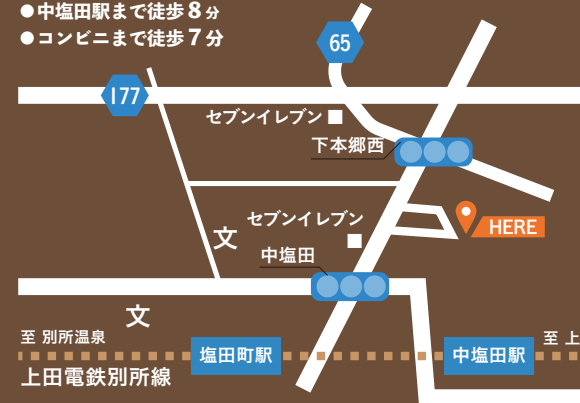 ●中塩田駅まで徒歩8分
●コンビニまで徒歩7分
65
177
セブンイレブン
下本郷西
セブンイレブン
文
HERE
中塩田
文
至 別所温泉
至 上
塩田町駅
中塩田駅
上田電鉄別所線